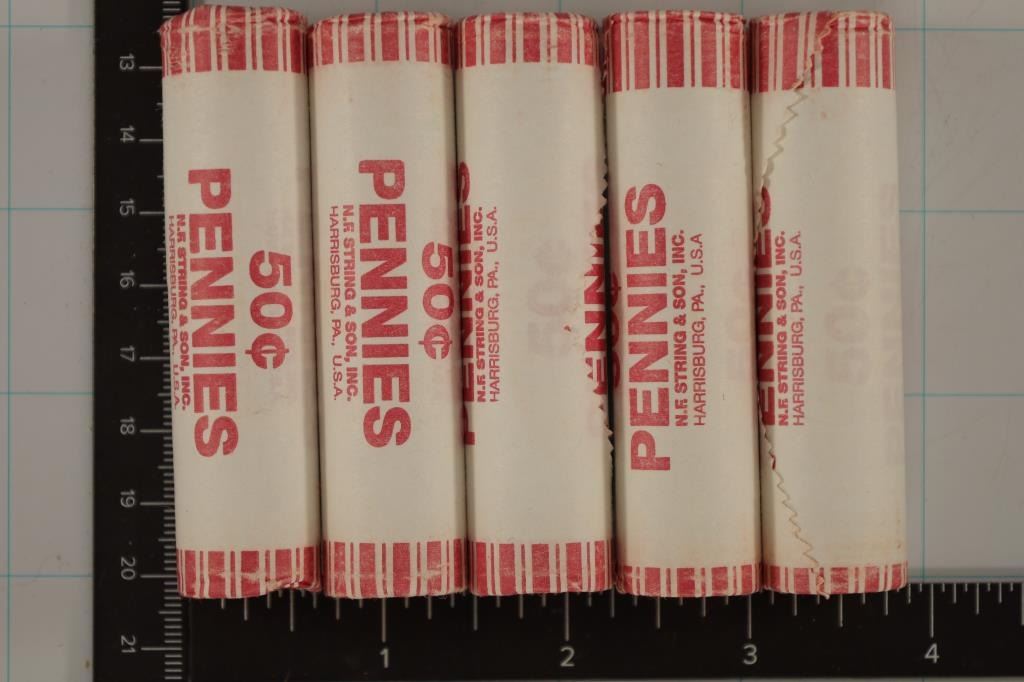 50¢
PENNIES
N.F. STRING & SON, INC.
HARRISBURG, PA., U.S.A.
50¢
PENNIES
N.F. STRING & SON, INC.
HARRISBURG, PA., U.S.A.
PENNIES
N.F. STRING & SON, INC.
HARRISBURG, PA., U.S.A.
PENNIES
N.F. STRING & SON, INC.
HARRISBURG, PA., U.S.A
PENNIES
N.F. STRING & SON, INC.
HARRISBURG, PA., U.S.A.
13
14
15
16
17
18
19
20
21
1 2 3 4